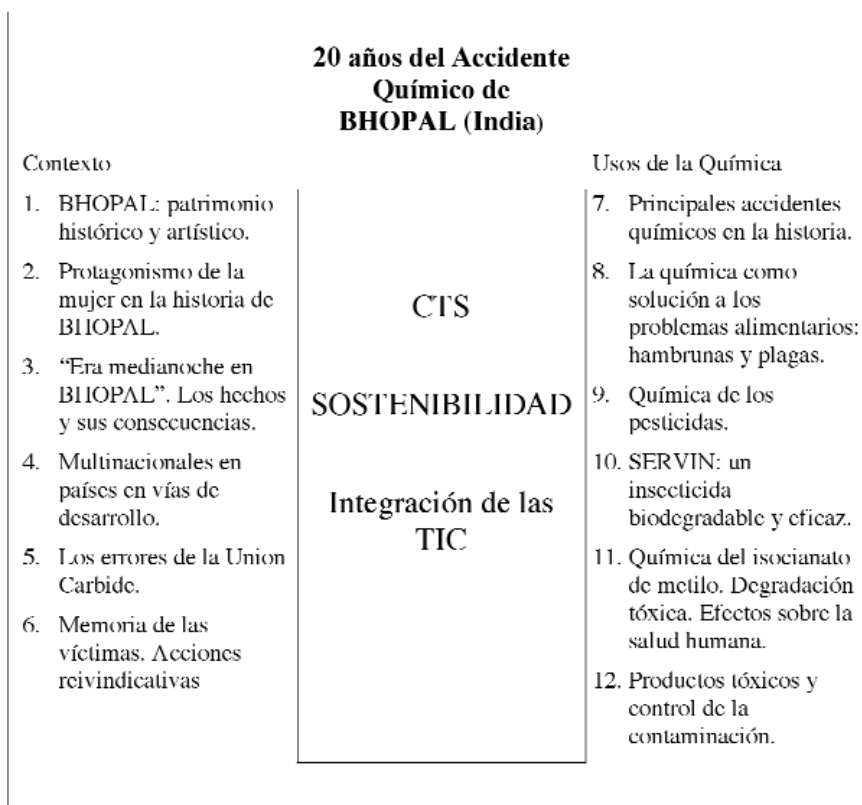 20 años del Accidente
Químico de
BHOPAL (India)
Contexto
1. BHOPAL: patrimonio
histórico y artístico.
2. Protagonismo de la
mujer en la historia de
BHOPAL.
3. “Era medianoche en
BHOPAL”. Los hechos
y sus consecuencias.
4. Multinacionales en
países en vías de
desarrollo.
5. Los errores de la Union
Carbide.
6. Memoria de las
víctimas. Acciones
reivindicativas
CTS
SOSTENIBILIDAD
Integración de las
TIC
Usos de la Química
7. Principales accidentes
químicos en la historia.
8. La química como
solución a los
problemas alimentarios:
hambrunas y plagas.
9. Química de los
pesticidas.
10. SERVIN: un
insecticida
biodegradable y eficaz.
11. Química del isocianato
de metilo. Degradación
tóxica. Efectos sobre la
salud humana.
12. Productos tóxicos y
control de la
contaminación.